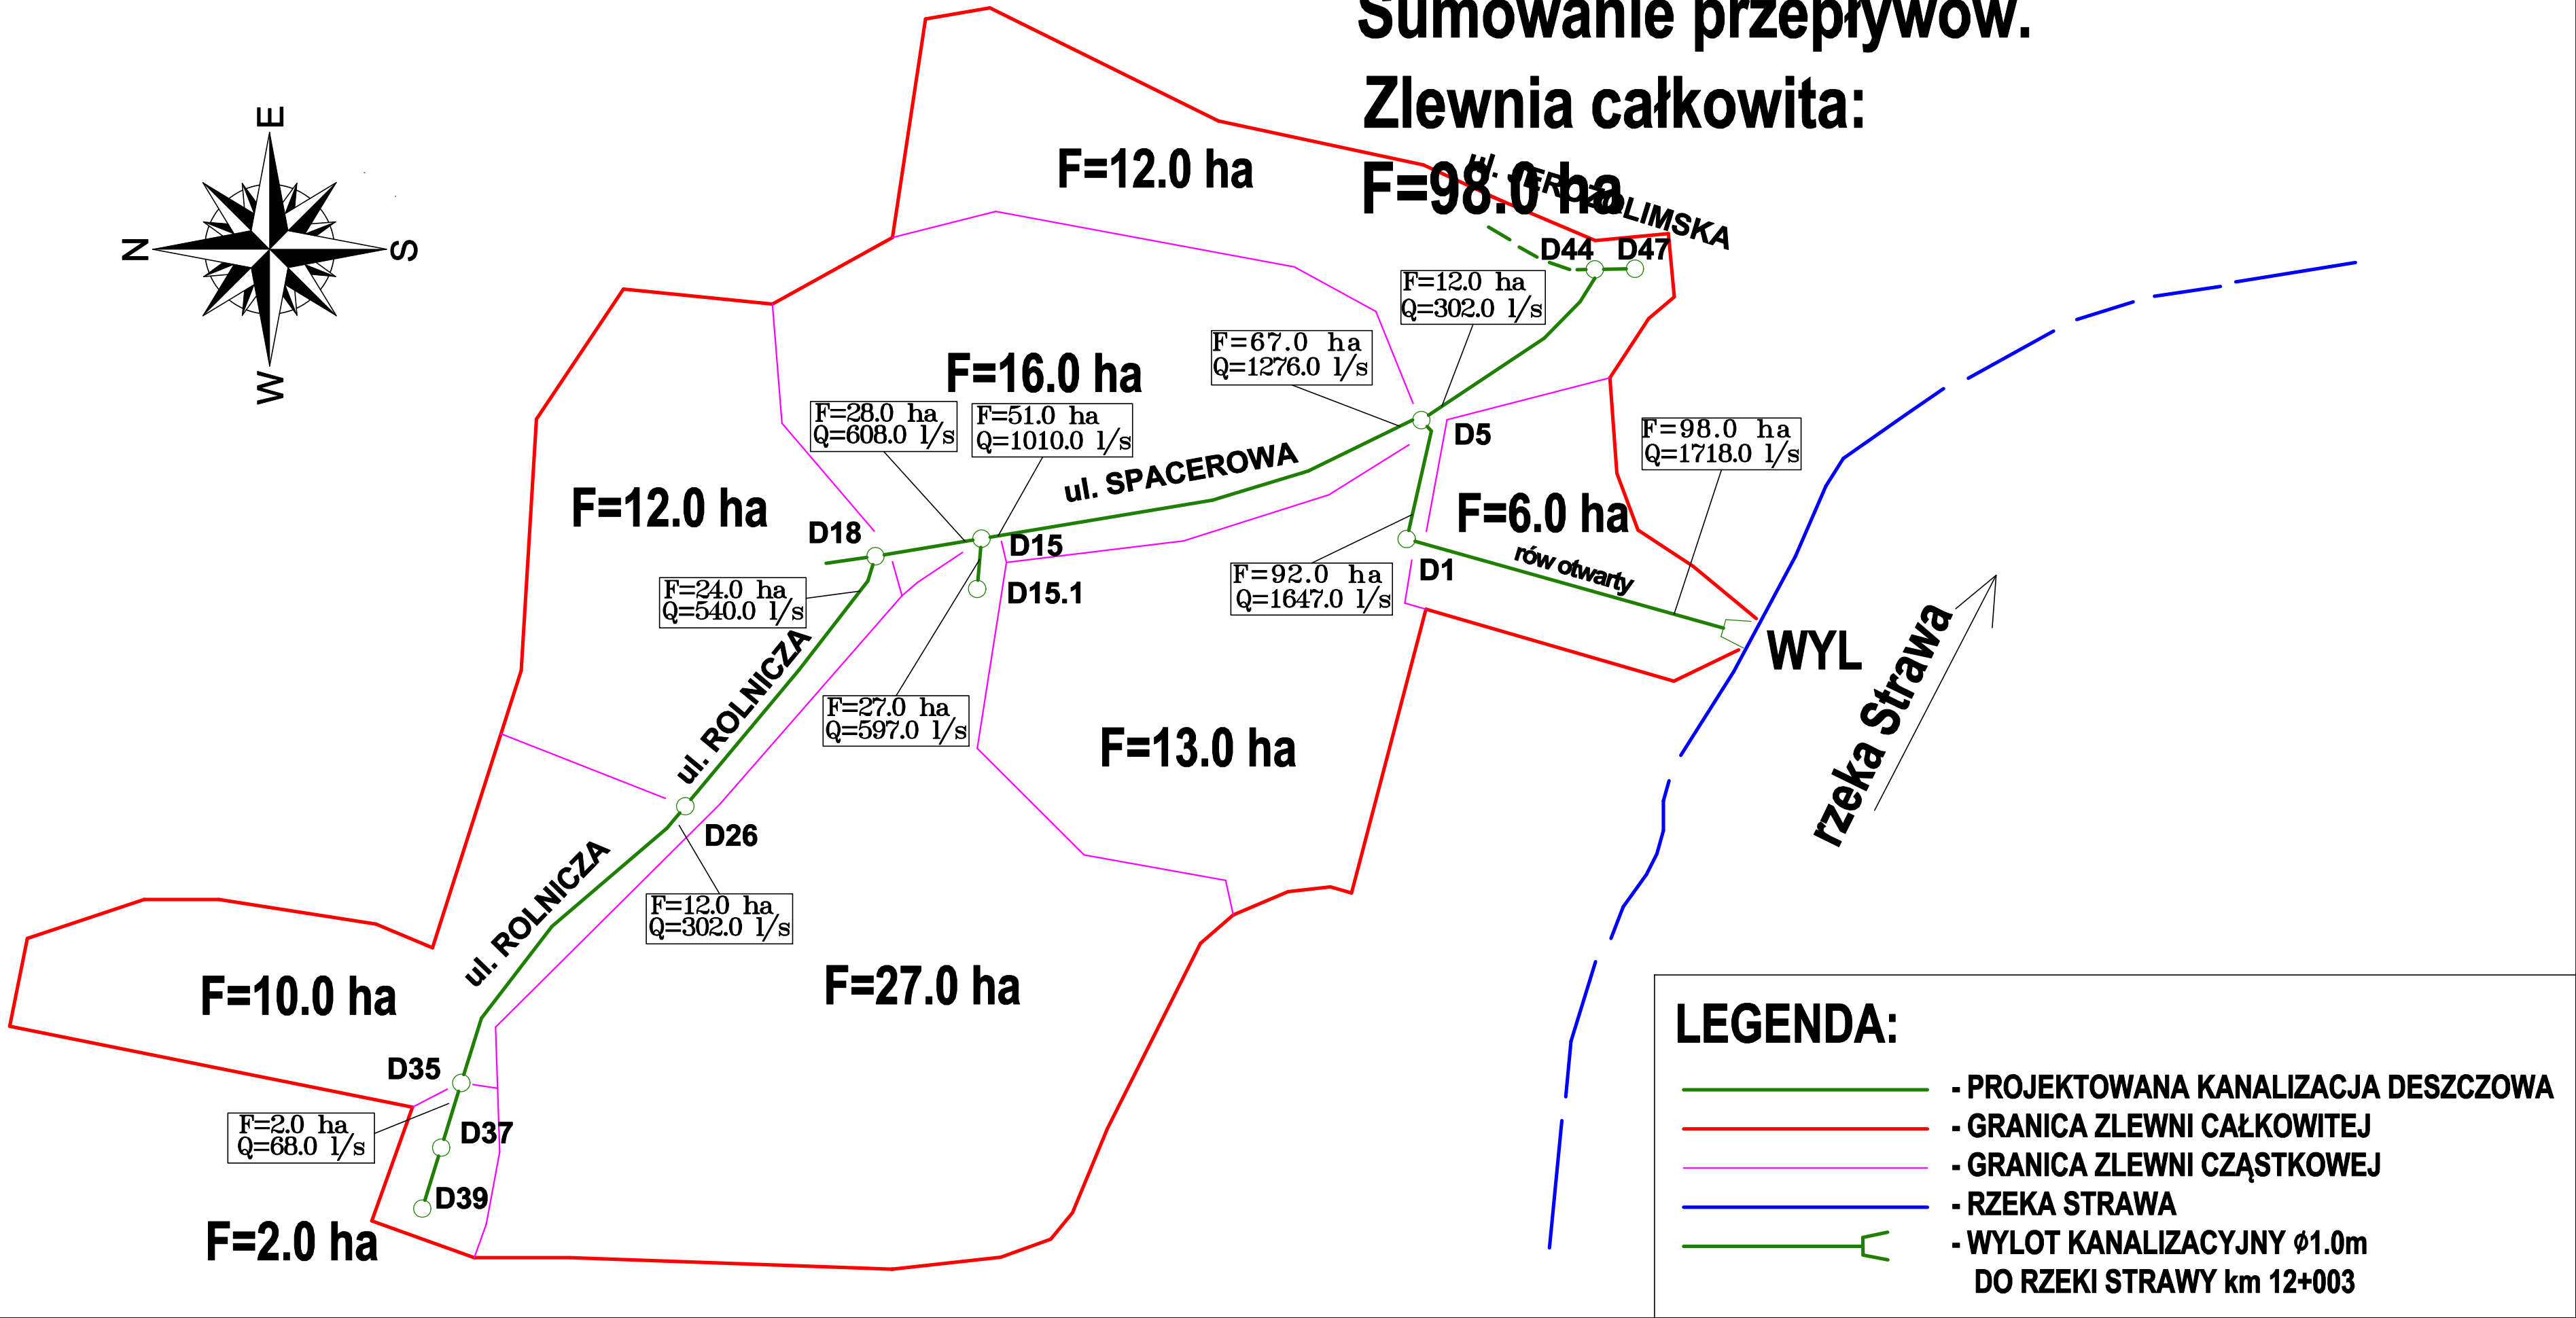 Sumowanie przepływów.
Zlewnia całkowita:
F=98.0 ha
ul. JEROZOLIMSKA
E
N
S
W
F=12.0 ha
D44
D47
F=12.0 ha
Q=302.0 l/s
F=67.0 ha
Q=1276.0 l/s
F=16.0 ha
F=28.0 ha
Q=608.0 l/s
F=51.0 ha
Q=1010.0 l/s
ul. SPACEROWA
D5
F=98.0 ha
Q=1718.0 l/s
F=12.0 ha
D18
D15
F=6.0 ha
rów otwarty
D1
D15.1
F=24.0 ha
Q=540.0 l/s
F=92.0 ha
Q=1647.0 l/s
WYL
rzeka Strawa
ul. ROLNICZA
F=27.0 ha
Q=597.0 l/s
F=13.0 ha
D26
ul. ROLNICZA
F=12.0 ha
Q=302.0 l/s
F=10.0 ha
F=27.0 ha
D35
F=2.0 ha
Q=68.0 l/s
D37
D39
F=2.0 ha
LEGENDA:
- PROJEKTOWANA KANALIZACJA DESZCZOWA
- GRANICA ZLEWNI CAŁKOWITEJ
- GRANICA ZLEWNI CZĄSTKOWEJ
- RZEKA STRAWA
- WYLOT KANALIZACYJNY ϕ1.0m
DO RZEKI STRAWY km 12+003